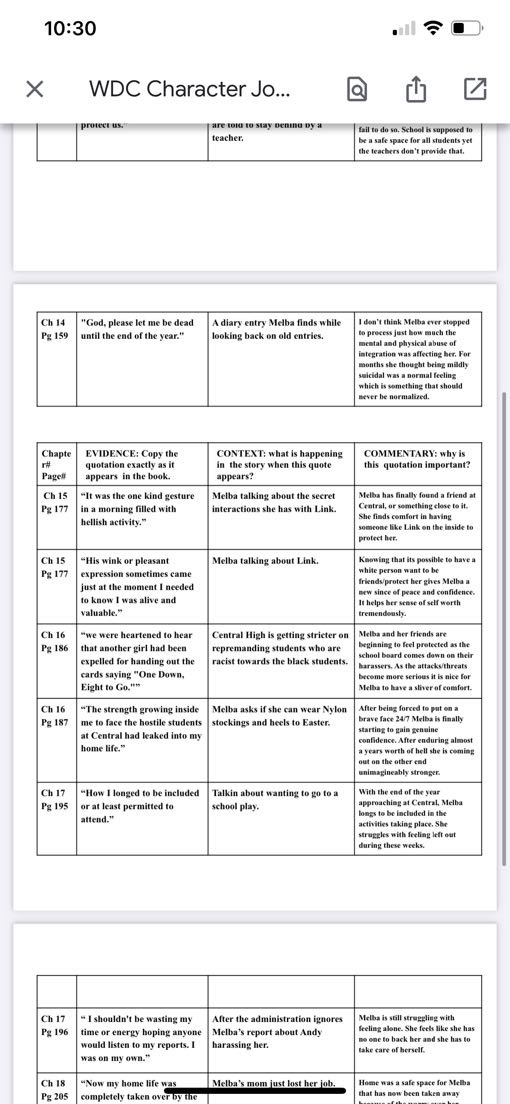 10:30
WDC Character Jo...
protect us."
are told to stay behind by a
teacher.
fail to do so. School is supposed to
be a safe space for all students yet
the teachers don't provide that.
Ch 14
Pg 159
"God, please let me be dead
until the end of the year."
A diary entry Melba finds while
looking back on old entries.
I don't think Melba ever stopped
to process just how much the
mental and physical abuse of
integration was affecting her. For
months she thought being mildly
suicidal was a normal feeling
which is something that should
never be normalized.
Chapte
r#
Page#
EVIDENCE: Copy the
quotation exactly as it
appears in the book.
CONTEXT: what is happening
in the story when this quote
appears?
COMMENTARY: why is
this quotation important?
Ch 15
Pg 177
“It was the one kind gesture
in a morning filled with
hellish activity.”
Melba talking about the secret
interactions she has with Link.
Melba has finally found a friend at
Central, or something close to it.
She finds comfort in having
someone like Link on the inside to
protect her.
Ch 15
Pg 177
“His wink or pleasant
expression sometimes came
just at the moment I needed
to know I was alive and
valuable.”
Melba talking about Link.
Knowing that its possible to have a
white person want to be
friends/protect her gives Melba a
new since of peace and confidence.
It helps her sense of self worth
tremendously.
Ch 16
Pg 186
“we were heartened to hear
that another girl had been
expelled for handing out the
cards saying "One Down,
Eight to Go."”
Central High is getting stricter on
repremanding students who are
racist towards the black students.
Melba and her friends are
beginning to feel protected as the
school board comes down on their
harassers. As the attacks/threats
become more serious it is nice for
Melba to have a sliver of comfort.
Ch 16
Pg 187
“The strength growing inside
me to face the hostile students
at Central had leaked into my
home life.”
Melba asks if she can wear Nylon
stockings and heels to Easter.
After being forced to put on a
brave face 24/7 Melba is finally
starting to gain genuine
confidence. After enduring almost
a years worth of hell she is coming
out on the other end
unimagineably stronger.
Ch 17
Pg 195
“How I longed to be included
or at least permitted to
attend.”
Talkin about wanting to go to a
school play.
With the end of the year
approaching at Central, Melba
longs to be included in the
activities taking place. She
struggles with feeling left out
during these weeks.
Ch 17
Pg 196
“ I shouldn't be wasting my
time or energy hoping anyone
would listen to my reports. I
was on my own.”
After the administration ignores
Melba’s report about Andy
harassing her.
Melba is still struggling with
feeling alone. She feels like she has
no one to back her and she has to
take care of herself.
Ch 18
Pg 205
“Now my home life was
completely taken over by the
Melba’s mom just lost her job.
Home was a safe space for Melba
that has now been taken away